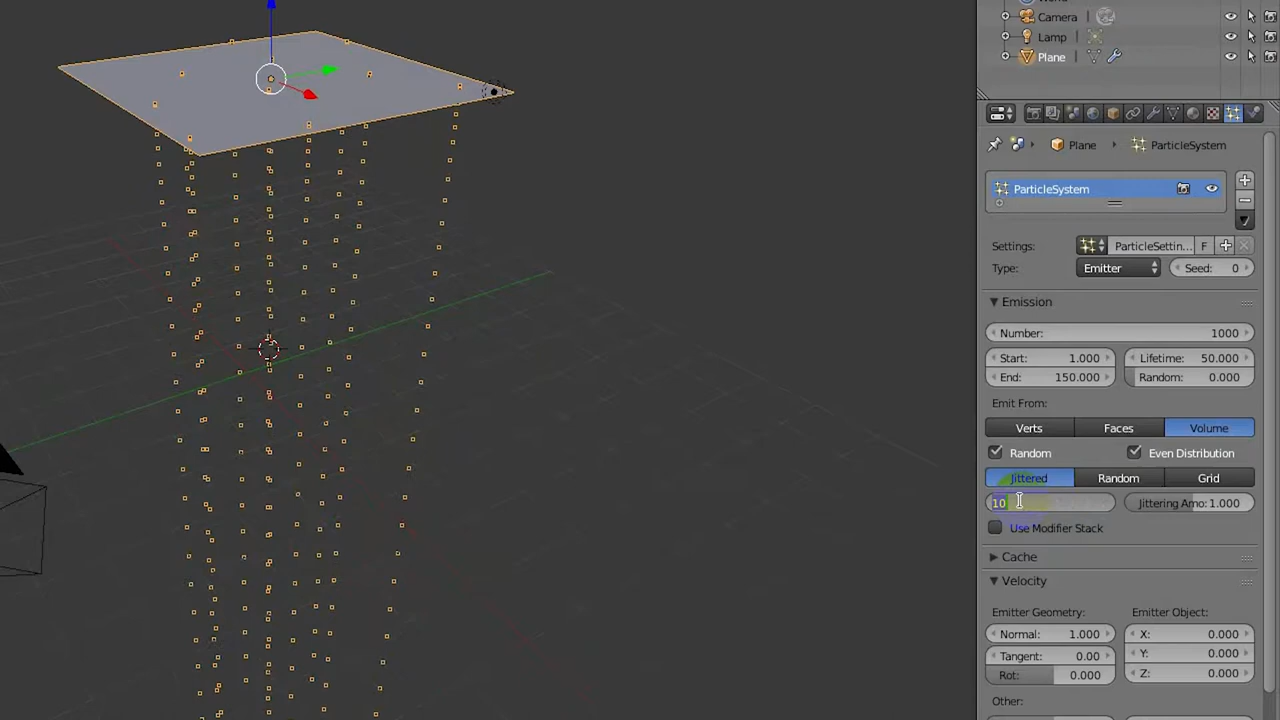 Camera
Lamp
Plane
Plane ParticleSystem
ParticleSystem
Settings: ParticleSettin... F
Type: Emitter Seed: 0
Emission
Number: 1000
Start: 1.000 Lifetime: 50.000
End: 150.000 Random: 0.000
Emit From:
Verts Faces Volume
Random Even Distribution
Jittered Random Grid
10 Jittering Amo: 1.000
Use Modifier Stack
Cache
Velocity
Emitter Geometry: Emitter Object:
Normal: 1.000 X: 0.000
Tangent: 0.00 Y: 0.000
Rot: 0.000 Z: 0.000
Other: